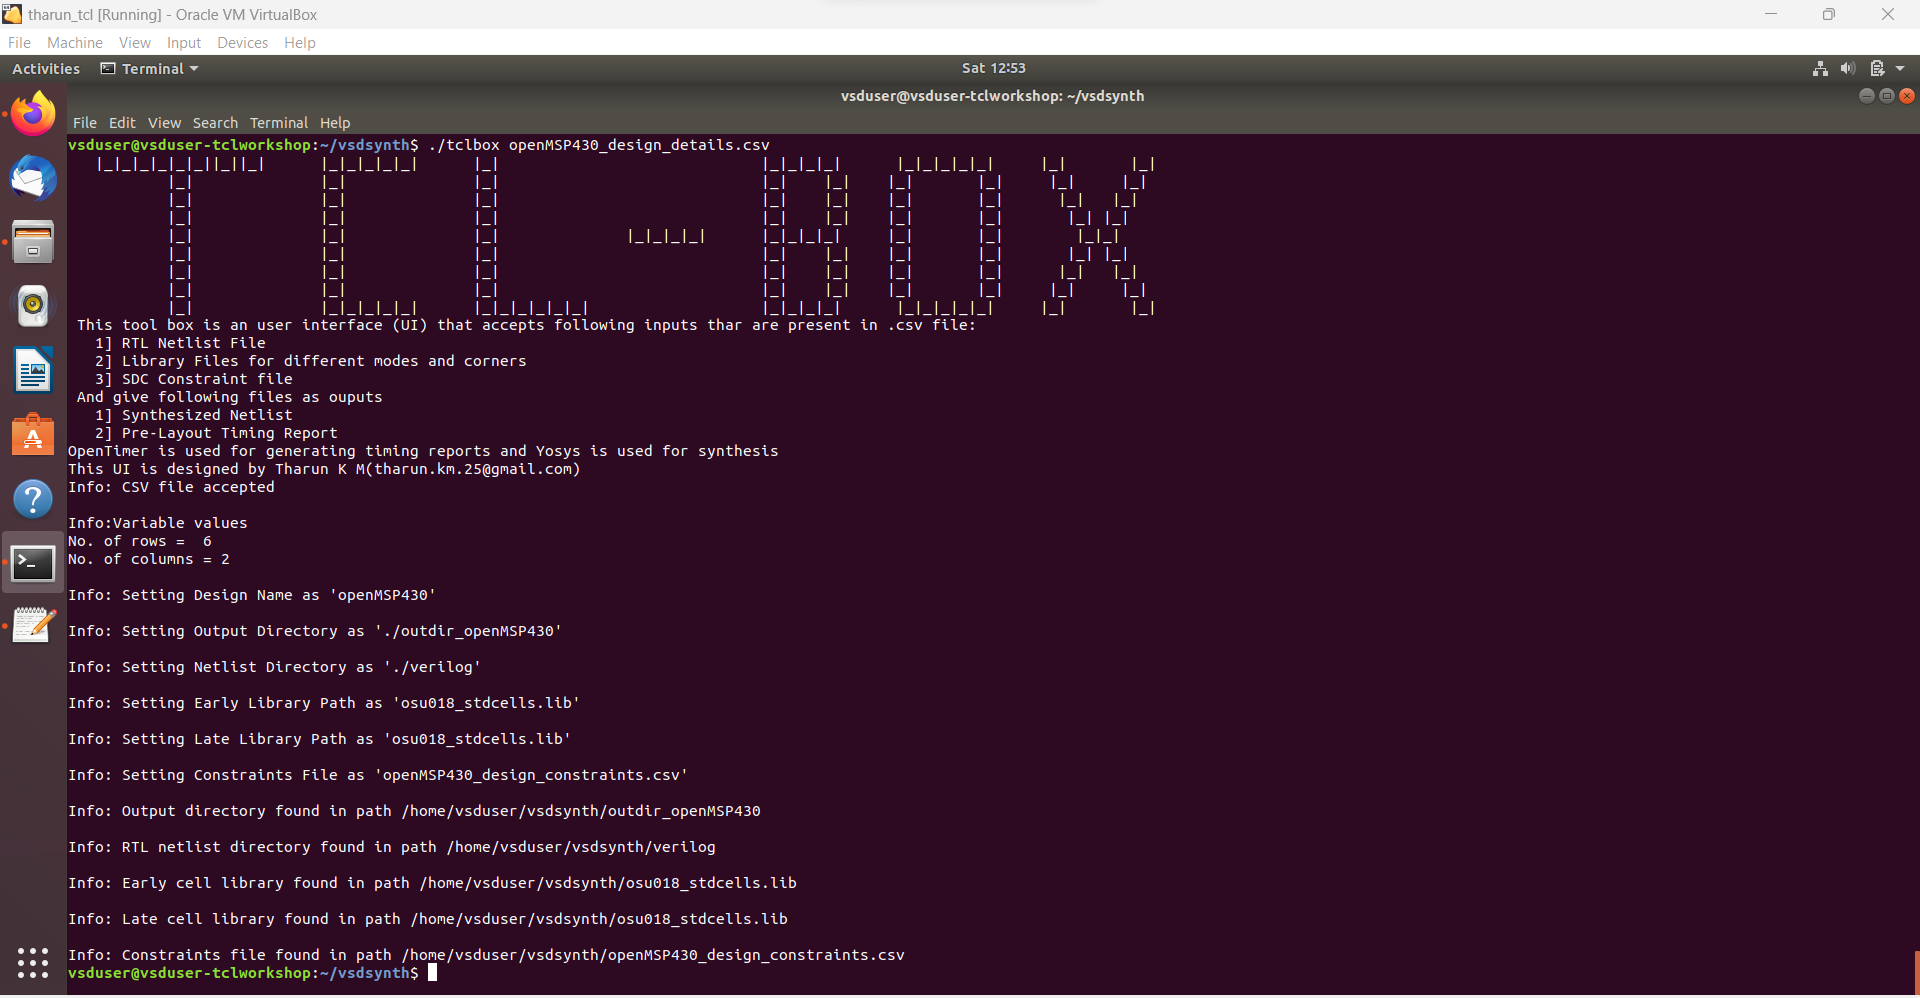 tharun_tcl [Running] - Oracle VM VirtualBox
File Machine View Input Devices Help
Activities Terminal Sat 12:53
vsduser@vsduser-tclworkshop: ~/vsdsynth
File Edit View Search Terminal Help
vsduser@vsduser-tclworkshop:~/vsdsynth$ ./tclbox openMSP430_design_details.csv
TCL-BOX
This tool box is an user interface (UI) that accepts following inputs thar are present in .csv file:
1] RTL Netlist File
2] Library Files for different modes and corners
3] SDC Constraint file
And give following files as ouputs
1] Synthesized Netlist
2] Pre-Layout Timing Report
OpenTimer is used for generating timing reports and Yosys is used for synthesis
This UI is designed by Tharun K M(tharun.km.25@gmail.com)
Info: CSV file accepted
Info:Variable values
No. of rows =  6
No. of columns = 2
Info: Setting Design Name as 'openMSP430'
Info: Setting Output Directory as './outdir_openMSP430'
Info: Setting Netlist Directory as './verilog'
Info: Setting Early Library Path as 'osu018_stdcells.lib'
Info: Setting Late Library Path as 'osu018_stdcells.lib'
Info: Setting Constraints File as 'openMSP430_design_constraints.csv'
Info: Output directory found in path /home/vsduser/vsdsynth/outdir_openMSP430
Info: RTL netlist directory found in path /home/vsduser/vsdsynth/verilog
Info: Early cell library found in path /home/vsduser/vsdsynth/osu018_stdcells.lib
Info: Late cell library found in path /home/vsduser/vsdsynth/osu018_stdcells.lib
Info: Constraints file found in path /home/vsduser/vsdsynth/openMSP430_design_constraints.csv
vsduser@vsduser-tclworkshop:~/vsdsynth$